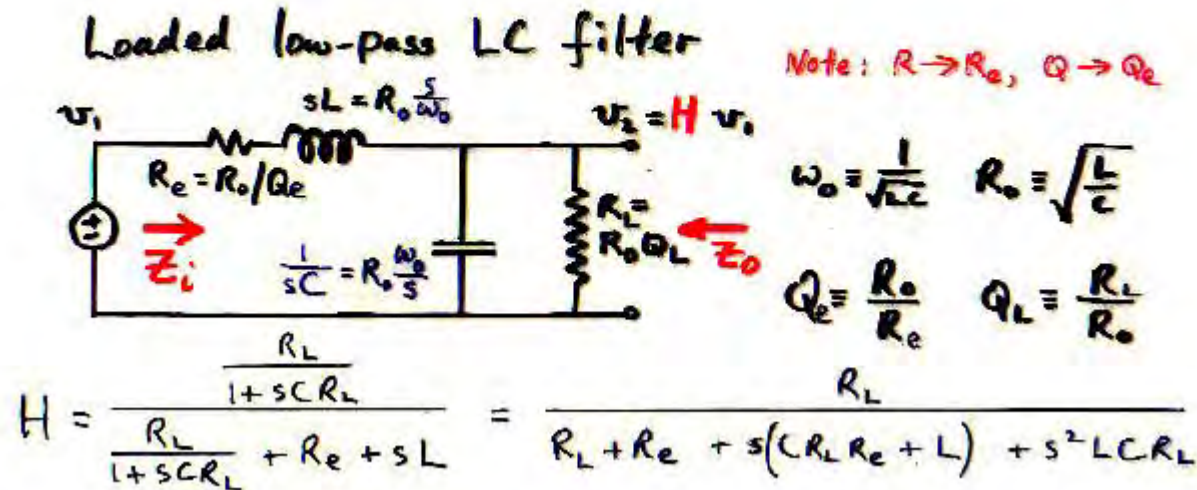 Loaded low-pass LC filter
Note: R→Re, Q→Qe
sL = R₀ s/ω₀
v₁
v₂ = H v₁
Re = R₀/Qe
ω₀ ≡ 1/√LC R₀ ≡ √(L/C)
+
-
Zi
RL =
R₀QL
Z₀
1/sC = R₀ ω₀/s
Qe ≡ R₀/Re QL ≡ RL/R₀
H = (RL/(1+sCRL))/(RL/(1+sCRL) + Re + sL) = RL/(RL+Re + s(CRLRe+L) + s²LCRL)